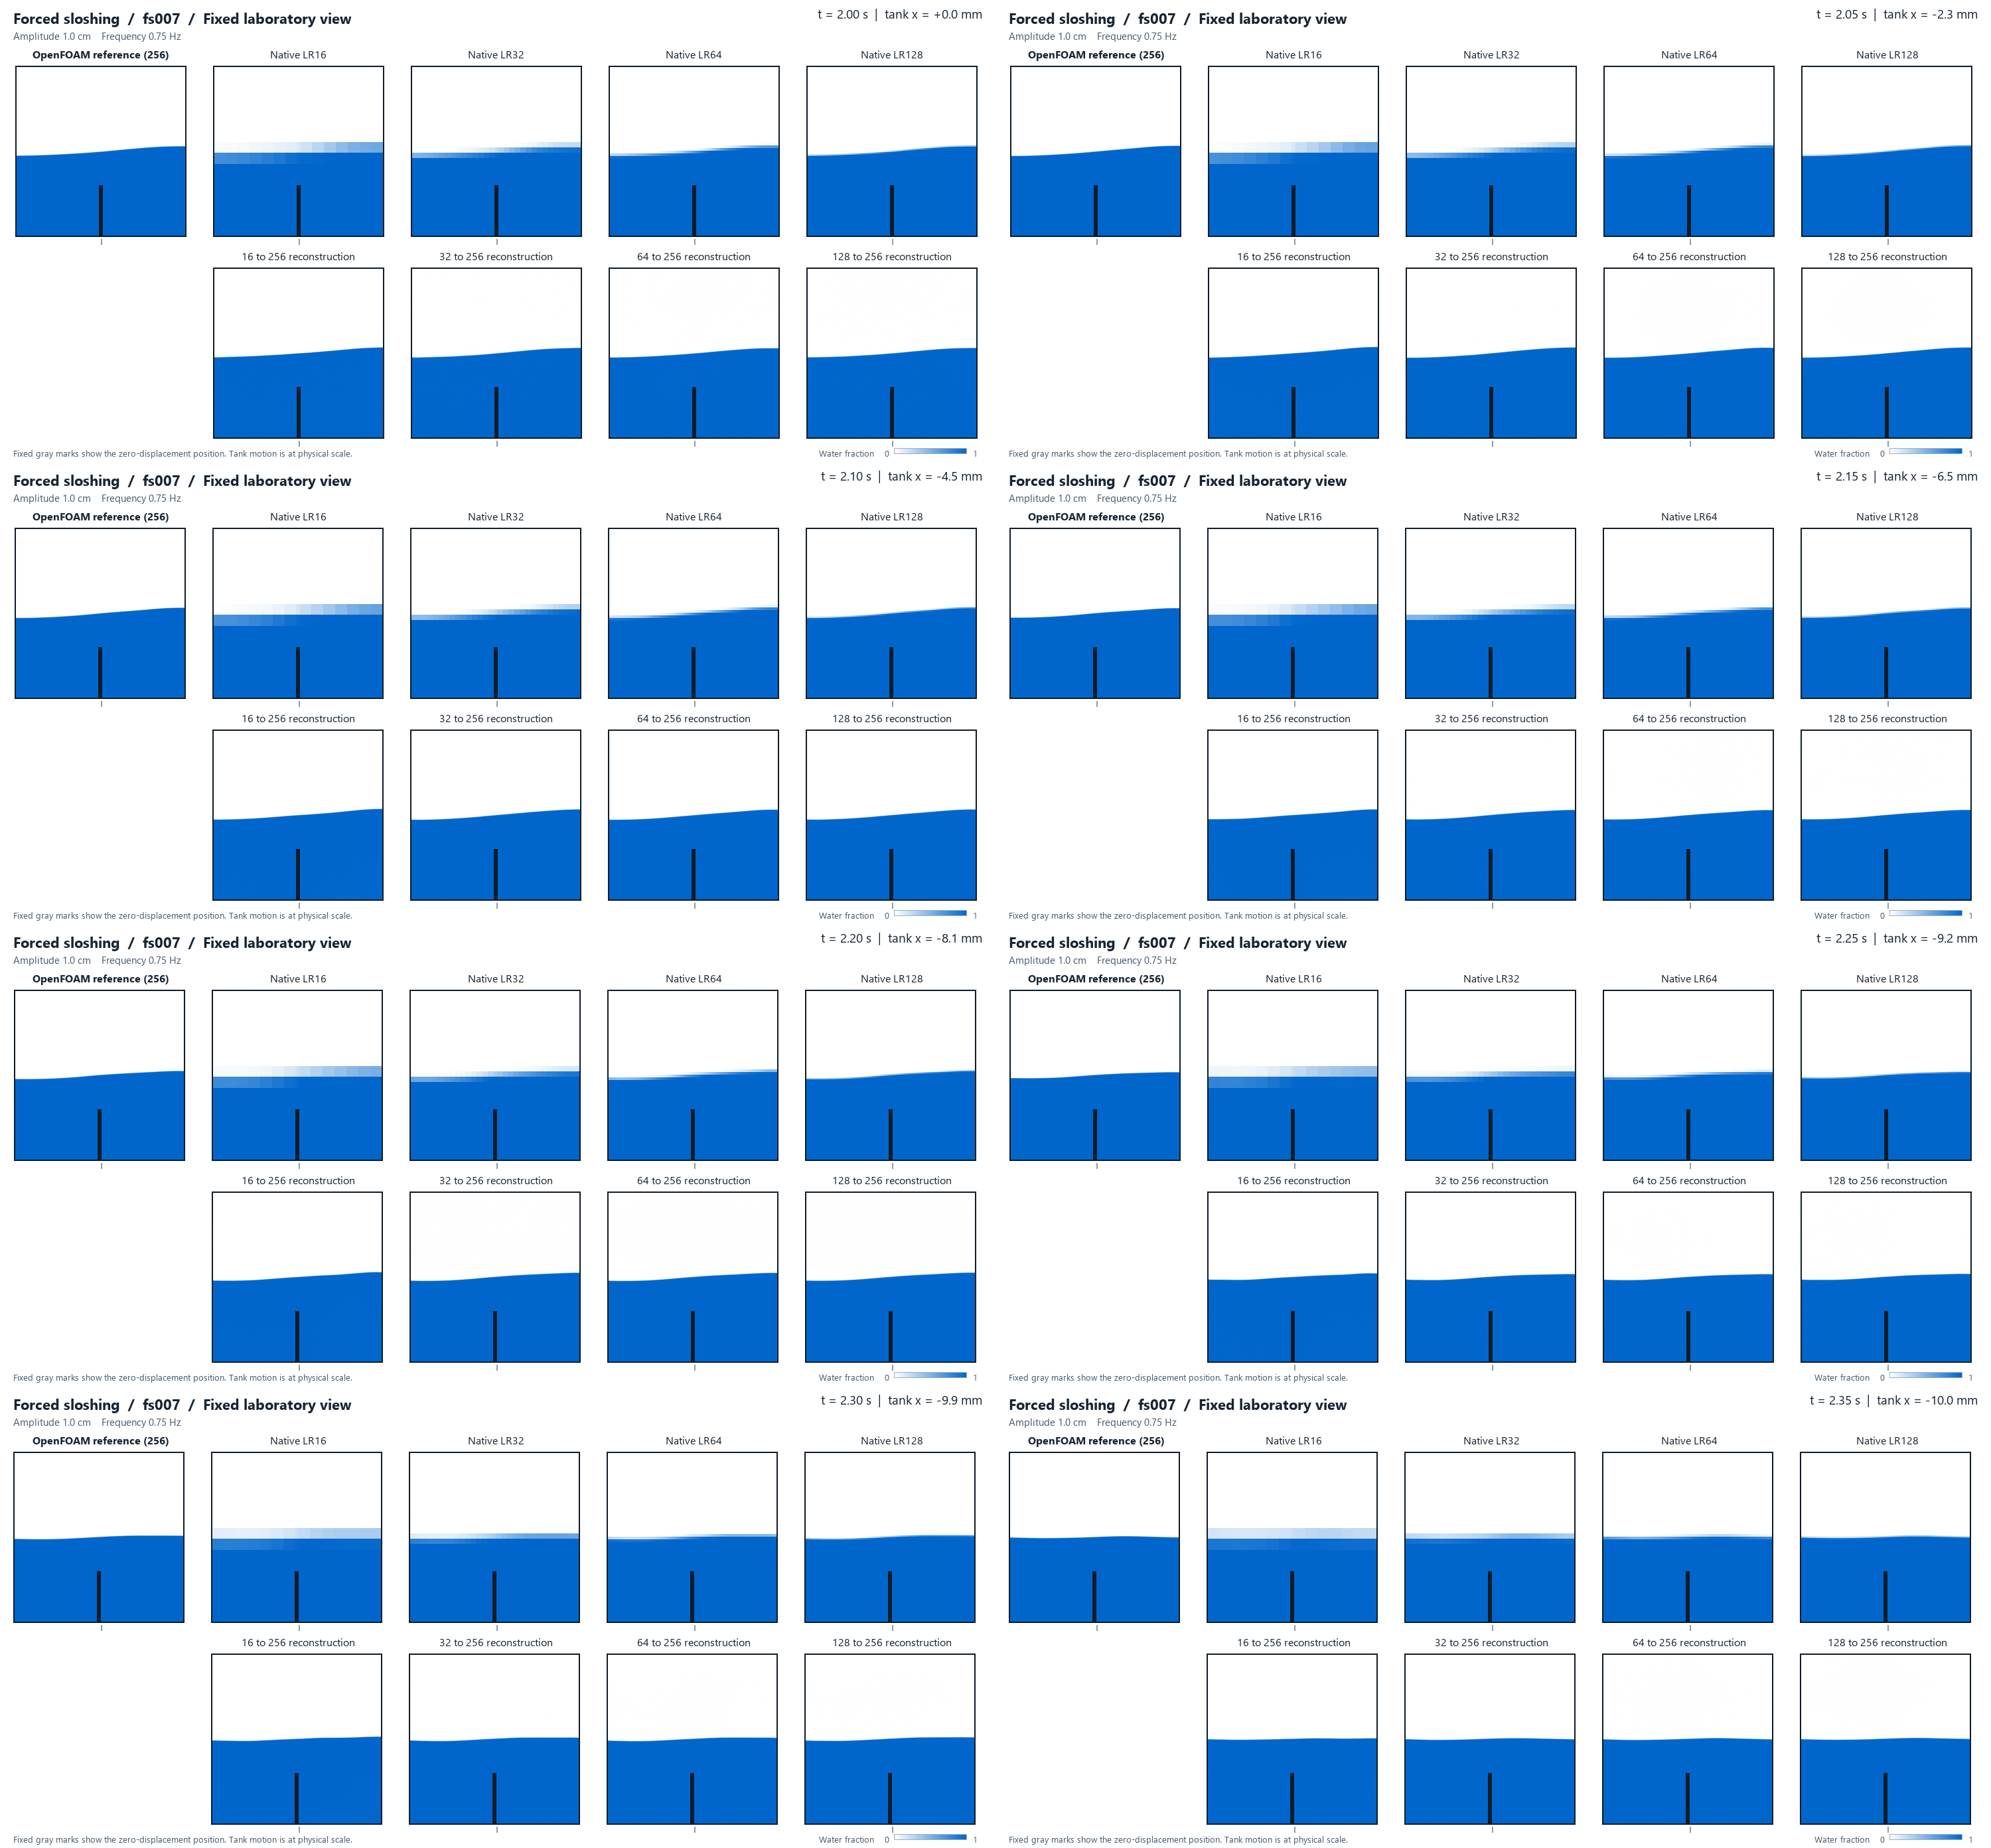 Forced sloshing / fs007 / Fixed laboratory view
t = 2.00 s | tank x = +0.0 mm
Amplitude 1.0 cm Frequency 0.75 Hz
OpenFOAM reference (256) Native LR16 Native LR32 Native LR64 Native LR128
16 to 256 reconstruction 32 to 256 reconstruction 64 to 256 reconstruction 128 to 256 reconstruction
Fixed gray marks show the zero-displacement position. Tank motion is at physical scale. Water fraction 0 1
Forced sloshing / fs007 / Fixed laboratory view
t = 2.05 s | tank x = -2.3 mm
Amplitude 1.0 cm Frequency 0.75 Hz
OpenFOAM reference (256) Native LR16 Native LR32 Native LR64 Native LR128
16 to 256 reconstruction 32 to 256 reconstruction 64 to 256 reconstruction 128 to 256 reconstruction
Fixed gray marks show the zero-displacement position. Tank motion is at physical scale. Water fraction 0 1
Forced sloshing / fs007 / Fixed laboratory view
t = 2.10 s | tank x = -4.5 mm
Amplitude 1.0 cm Frequency 0.75 Hz
OpenFOAM reference (256) Native LR16 Native LR32 Native LR64 Native LR128
16 to 256 reconstruction 32 to 256 reconstruction 64 to 256 reconstruction 128 to 256 reconstruction
Fixed gray marks show the zero-displacement position. Tank motion is at physical scale. Water fraction 0 1
Forced sloshing / fs007 / Fixed laboratory view
t = 2.15 s | tank x = -6.5 mm
Amplitude 1.0 cm Frequency 0.75 Hz
OpenFOAM reference (256) Native LR16 Native LR32 Native LR64 Native LR128
16 to 256 reconstruction 32 to 256 reconstruction 64 to 256 reconstruction 128 to 256 reconstruction
Fixed gray marks show the zero-displacement position. Tank motion is at physical scale. Water fraction 0 1
Forced sloshing / fs007 / Fixed laboratory view
t = 2.20 s | tank x = -8.1 mm
Amplitude 1.0 cm Frequency 0.75 Hz
OpenFOAM reference (256) Native LR16 Native LR32 Native LR64 Native LR128
16 to 256 reconstruction 32 to 256 reconstruction 64 to 256 reconstruction 128 to 256 reconstruction
Fixed gray marks show the zero-displacement position. Tank motion is at physical scale. Water fraction 0 1
Forced sloshing / fs007 / Fixed laboratory view
t = 2.25 s | tank x = -9.2 mm
Amplitude 1.0 cm Frequency 0.75 Hz
OpenFOAM reference (256) Native LR16 Native LR32 Native LR64 Native LR128
16 to 256 reconstruction 32 to 256 reconstruction 64 to 256 reconstruction 128 to 256 reconstruction
Fixed gray marks show the zero-displacement position. Tank motion is at physical scale. Water fraction 0 1
Forced sloshing / fs007 / Fixed laboratory view
t = 2.30 s | tank x = -9.9 mm
Amplitude 1.0 cm Frequency 0.75 Hz
OpenFOAM reference (256) Native LR16 Native LR32 Native LR64 Native LR128
16 to 256 reconstruction 32 to 256 reconstruction 64 to 256 reconstruction 128 to 256 reconstruction
Fixed gray marks show the zero-displacement position. Tank motion is at physical scale. Water fraction 0 1
Forced sloshing / fs007 / Fixed laboratory view
t = 2.35 s | tank x = -10.0 mm
Amplitude 1.0 cm Frequency 0.75 Hz
OpenFOAM reference (256) Native LR16 Native LR32 Native LR64 Native LR128
16 to 256 reconstruction 32 to 256 reconstruction 64 to 256 reconstruction 128 to 256 reconstruction
Fixed gray marks show the zero-displacement position. Tank motion is at physical scale. Water fraction 0 1